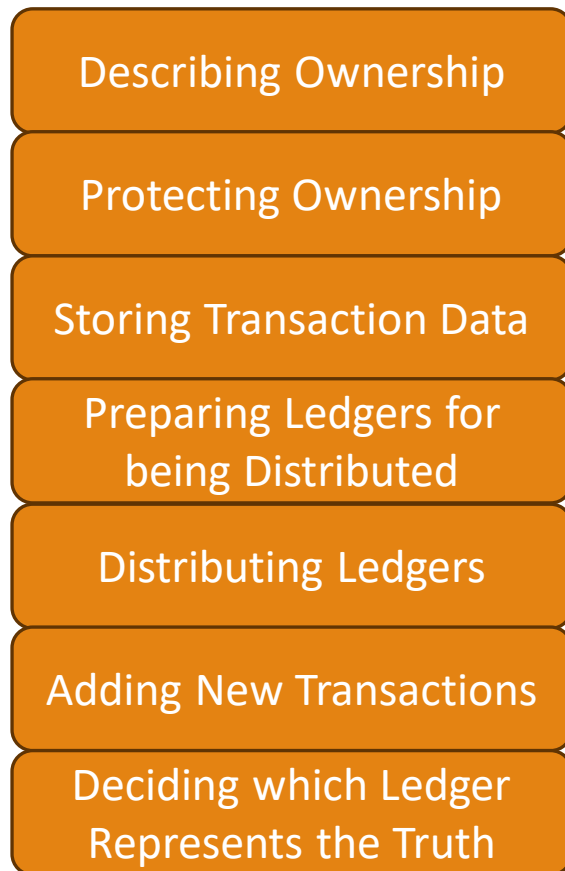 Describing Ownership
Protecting Ownership
Storing Transaction Data
Preparing Ledgers for
being Distributed
Distributing Ledgers
Adding New Transactions
Deciding which Ledger
Represents the Truth